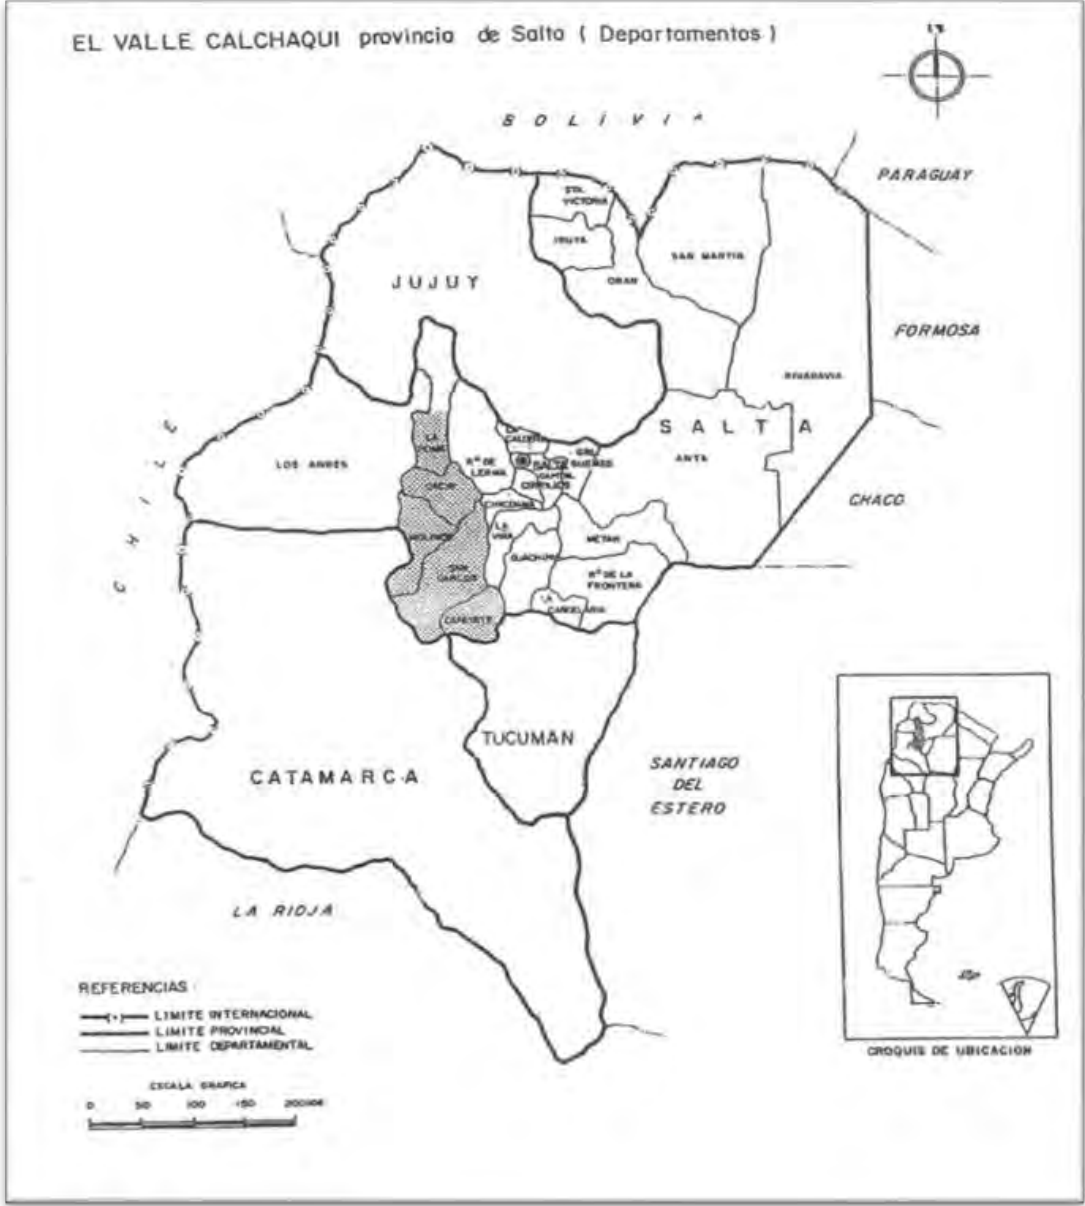 EL VALLE CALCHAQUI provincia de Salta ( Departamentos )
BOLIVIA
PARAGUAY
STA. VICTORIA
IRUYA
SAN MARTIN
ORAN
JUJUY
FORMOSA
RIVADAVIA
SALTA
LA CALDERA
LA POMA
GRL GUEMES
ANTA
LOS ANDES
Rº DE LERMA
SALTA CAPITAL
CERRILLOS
CACHI
CHICOANA
CHACO
CHILE
MOLINOS
LA VIÑA
METAN
GUACHIPAS
SAN CARLOS
Rº DE LA FRONTERA
LA CANDELARIA
CAFAYATE
TUCUMAN
CATAMARCA
SANTIAGO
DEL
ESTERO
LA RIOJA
REFERENCIAS :
LIMITE INTERNACIONAL
LIMITE PROVINCIAL
LIMITE DEPARTAMENTAL
ESCALA GRAFICA
0 50 100 150 200
CROQUIS DE UBICACION